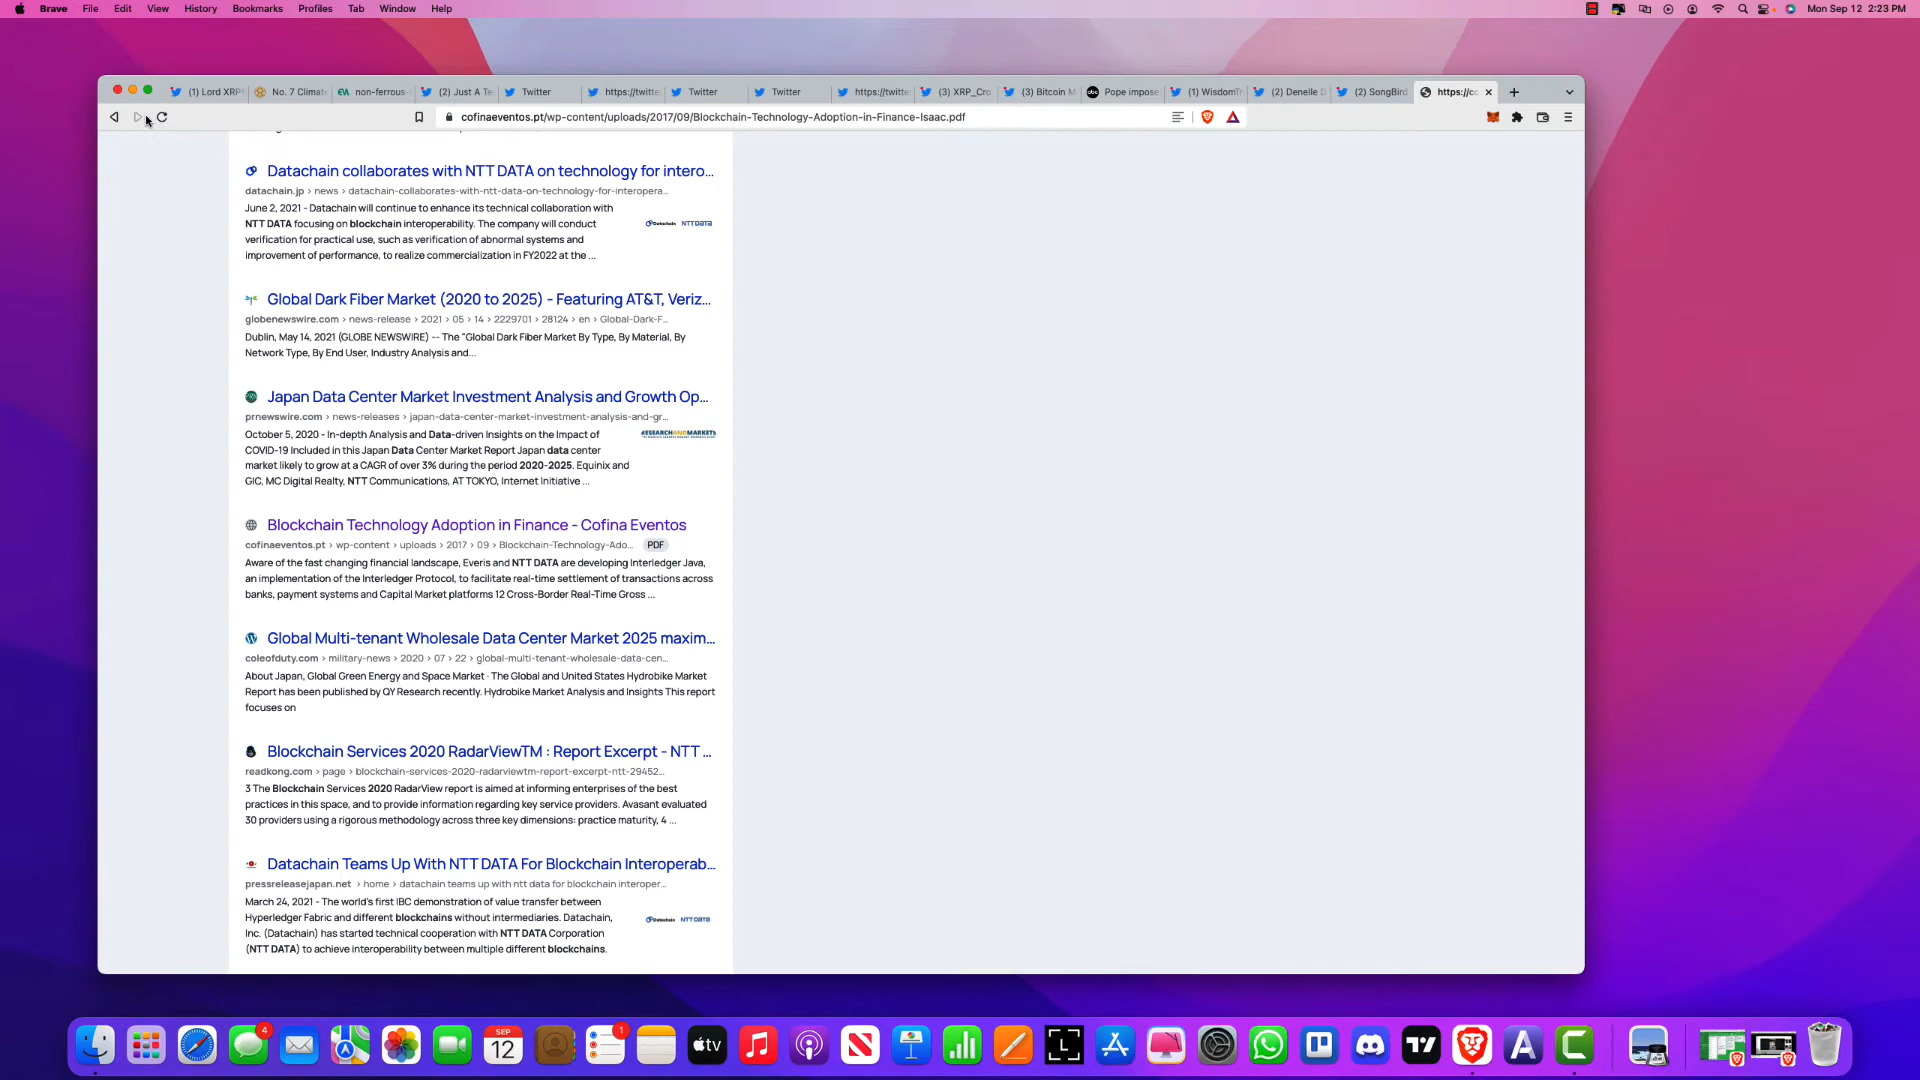 Brave File Edit View History Bookmarks Profiles Tab Window Help
Mon Sep 12 2:23 PM
(1) Lord XRP
No. 7 Climat
non-ferrous-
(2) Just A Te
Twitter
https://twitte
Twitter
Twitter
https://twitte
(3) XRP_Cro
(3) Bitcoin M
Pope impose
(1) WisdomTr
(2) Denelle D
(2) SongBird
https://co
cofinaeventos.pt/wp-content/uploads/2017/09/Blockchain-Technology-Adoption-in-Finance-Isaac.pdf
Datachain collaborates with NTT DATA on technology for intero...
datachain.jp › news › datachain-collaborates-with-ntt-data-on-technology-for-interopera...
June 2, 2021 - Datachain will continue to enhance its technical collaboration with
NTT DATA focusing on blockchain interoperability. The company will conduct
verification for practical use, such as verification of abnormal systems and
improvement of performance, to realize commercialization in FY2022 at the ...
Datachain NTT DATA
Global Dark Fiber Market (2020 to 2025) - Featuring AT&T, Veriz...
globenewswire.com › news-release › 2021 › 05 › 14 › 2229701 › 28124 › en › Global-Dark-F...
Dublin, May 14, 2021 (GLOBE NEWSWIRE) -- The "Global Dark Fiber Market By Type, By Material, By
Network Type, By End User, Industry Analysis and...
Japan Data Center Market Investment Analysis and Growth Op...
prnewswire.com › news-releases › japan-data-center-market-investment-analysis-and-gr...
October 5, 2020 - In-depth Analysis and Data-driven Insights on the Impact of
COVID-19 Included in this Japan Data Center Market Report Japan data center
market likely to grow at a CAGR of over 3% during the period 2020-2025. Equinix and
GIC, MC Digital Realty, NTT Communications, AT TOKYO, Internet Initiative ...
RESEARCHANDMARKETS
Blockchain Technology Adoption in Finance - Cofina Eventos
cofinaeventos.pt › wp-content › uploads › 2017 › 09 › Blockchain-Technology-Ado... PDF
Aware of the fast changing financial landscape, Everis and NTT DATA are developing Interledger Java,
an implementation of the Interledger Protocol, to facilitate real-time settlement of transactions across
banks, payment systems and Capital Market platforms 12 Cross-Border Real-Time Gross ...
Global Multi-tenant Wholesale Data Center Market 2025 maxim...
coleofduty.com › military-news › 2020 › 07 › 22 › global-multi-tenant-wholesale-data-cen...
About Japan, Global Green Energy and Space Market · The Global and United States Hydrobike Market
Report has been published by QY Research recently. Hydrobike Market Analysis and Insights This report
focuses on
Blockchain Services 2020 RadarViewTM : Report Excerpt - NTT ...
readkong.com › page › blockchain-services-2020-radarviewtm-report-excerpt-ntt-29452...
3 The Blockchain Services 2020 RadarView report is aimed at informing enterprises of the best
practices in this space, and to provide information regarding key service providers. Avasant evaluated
30 providers using a rigorous methodology across three key dimensions: practice maturity, 4 ...
Datachain Teams Up With NTT DATA For Blockchain Interoperab...
pressreleasejapan.net › home › datachain teams up with ntt data for blockchain interoper...
March 24, 2021 - The world's first IBC demonstration of value transfer between
Hyperledger Fabric and different blockchains without intermediaries. Datachain,
Inc. (Datachain) has started technical cooperation with NTT DATA Corporation
(NTT DATA) to achieve interoperability between multiple different blockchains.
Datachain NTT DATA
4
SEP
12
1
tv